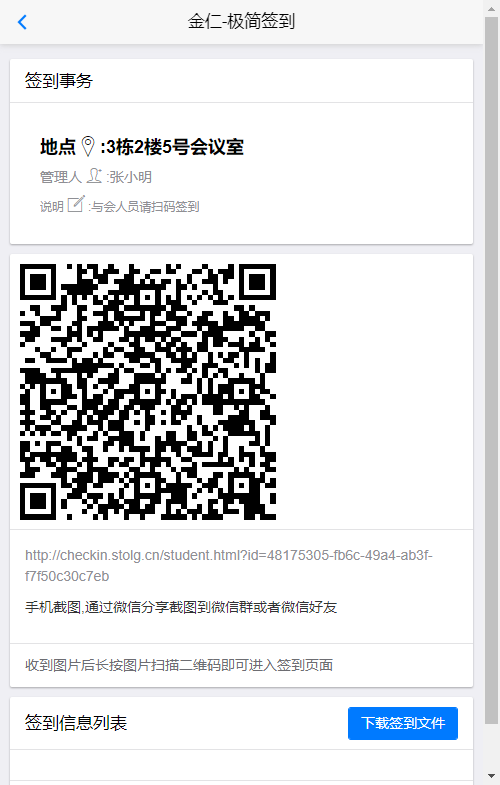 金仁-极简签到
签到事务
地点 :3栋2楼5号会议室
管理人 :张小明
说明 :与会人员请扫码签到
http://checkin.stolg.cn/student.html?id=48175305-fb6c-49a4-ab3f-
f7f50c30c7eb
手机截图,通过微信分享截图到微信群或者微信好友
收到图片后长按图片扫描二维码即可进入签到页面
签到信息列表
下载签到文件